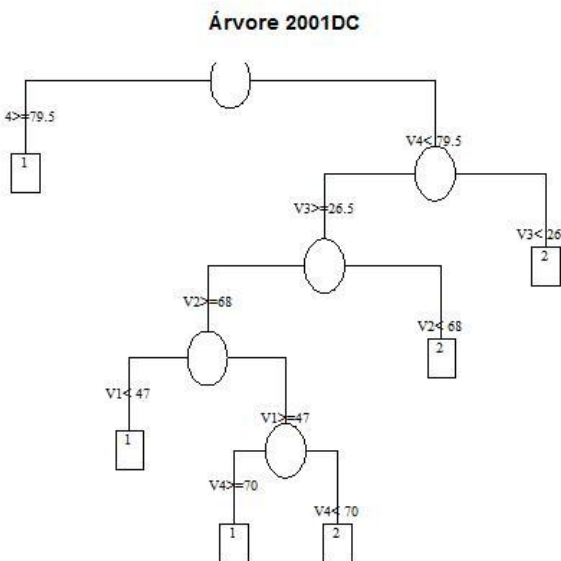 Árvore 2001DC
4>=79.5
1
V4< 79.5
V3>=26.5
V3< 26
2
V2>=68
V2< 68
2
V1< 47
1
V1>=47
V4>=70
1
V4< 70
2